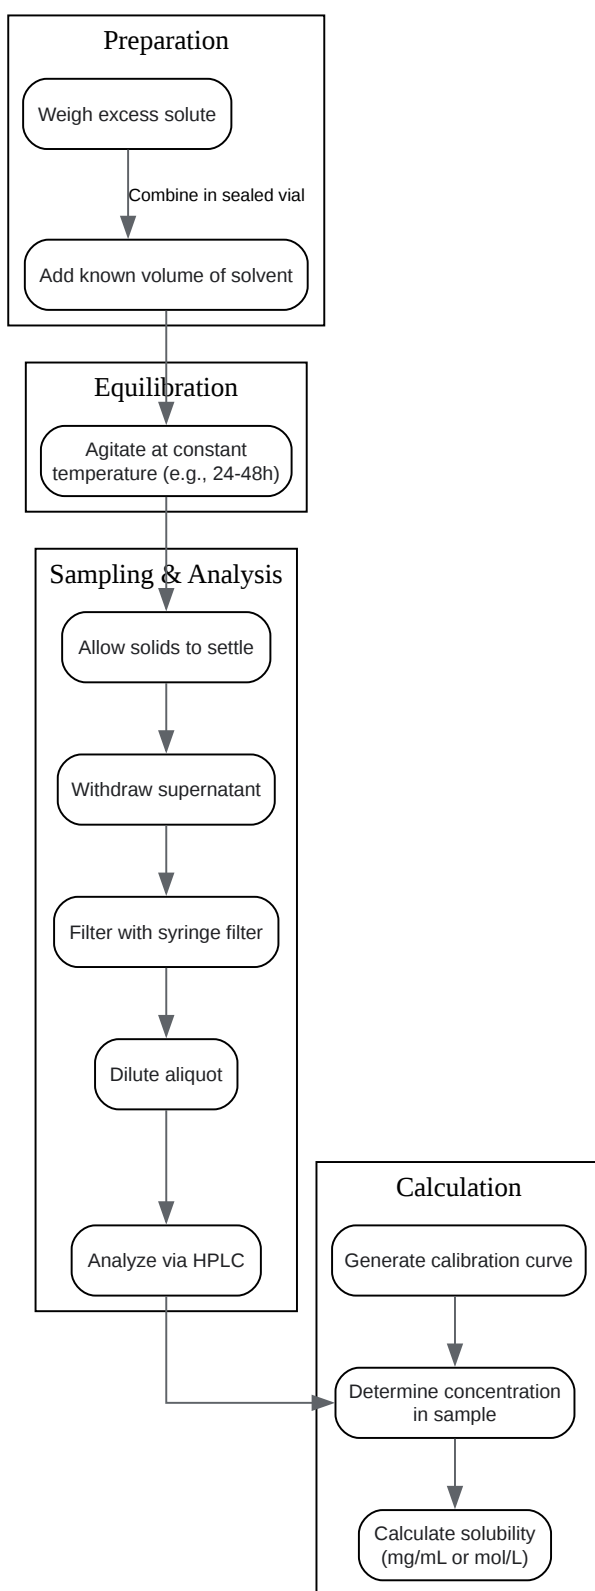 Preparation
Weigh excess solute
Combine in sealed vial
Add known volume of solvent
Equilibration
Agitate at constant
temperature (e.g., 24-48h)
Sampling & Analysis
Allow solids to settle
Withdraw supernatant
Filter with syringe filter
Dilute aliquot
Analyze via HPLC
Calculation
Generate calibration curve
Determine concentration
in sample
Calculate solubility
(mg/mL or mol/L)